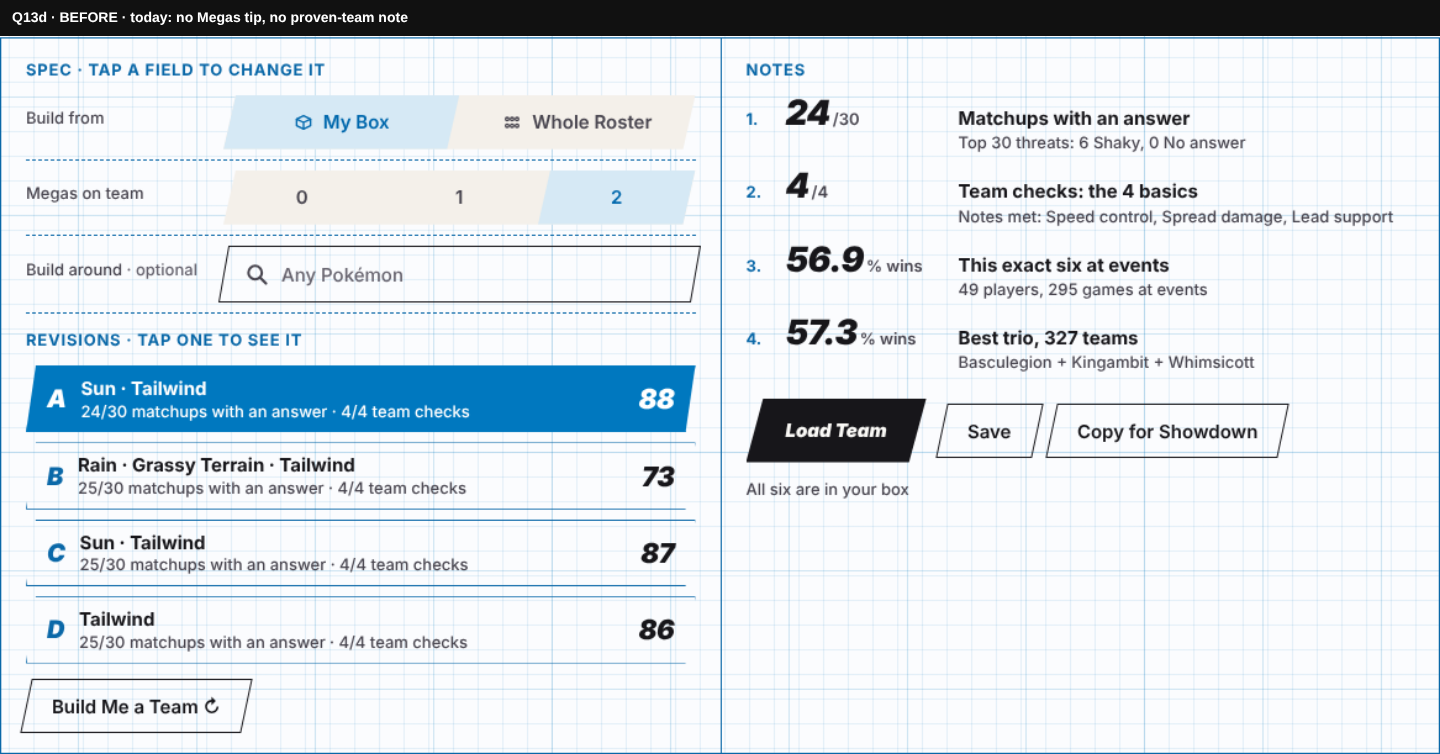 Q13d · BEFORE · today: no Megas tip, no proven-team note
SPEC · TAP A FIELD TO CHANGE IT
Build from
My Box
Whole Roster
Megas on team
0
1
2
Build around · optional
Any Pokémon
REVISIONS · TAP ONE TO SEE IT
A
Sun · Tailwind
24/30 matchups with an answer · 4/4 team checks
88
B
Rain · Grassy Terrain · Tailwind
25/30 matchups with an answer · 4/4 team checks
73
C
Sun · Tailwind
25/30 matchups with an answer · 4/4 team checks
87
D
Tailwind
25/30 matchups with an answer · 4/4 team checks
86
Build Me a Team ↻
NOTES
1. 24/30 Matchups with an answer
Top 30 threats: 6 Shaky, 0 No answer
2. 4/4 Team checks: the 4 basics
Notes met: Speed control, Spread damage, Lead support
3. 56.9% wins This exact six at events
49 players, 295 games at events
4. 57.3% wins Best trio, 327 teams
Basculegion + Kingambit + Whimsicott
Load Team
Save
Copy for Showdown
All six are in your box